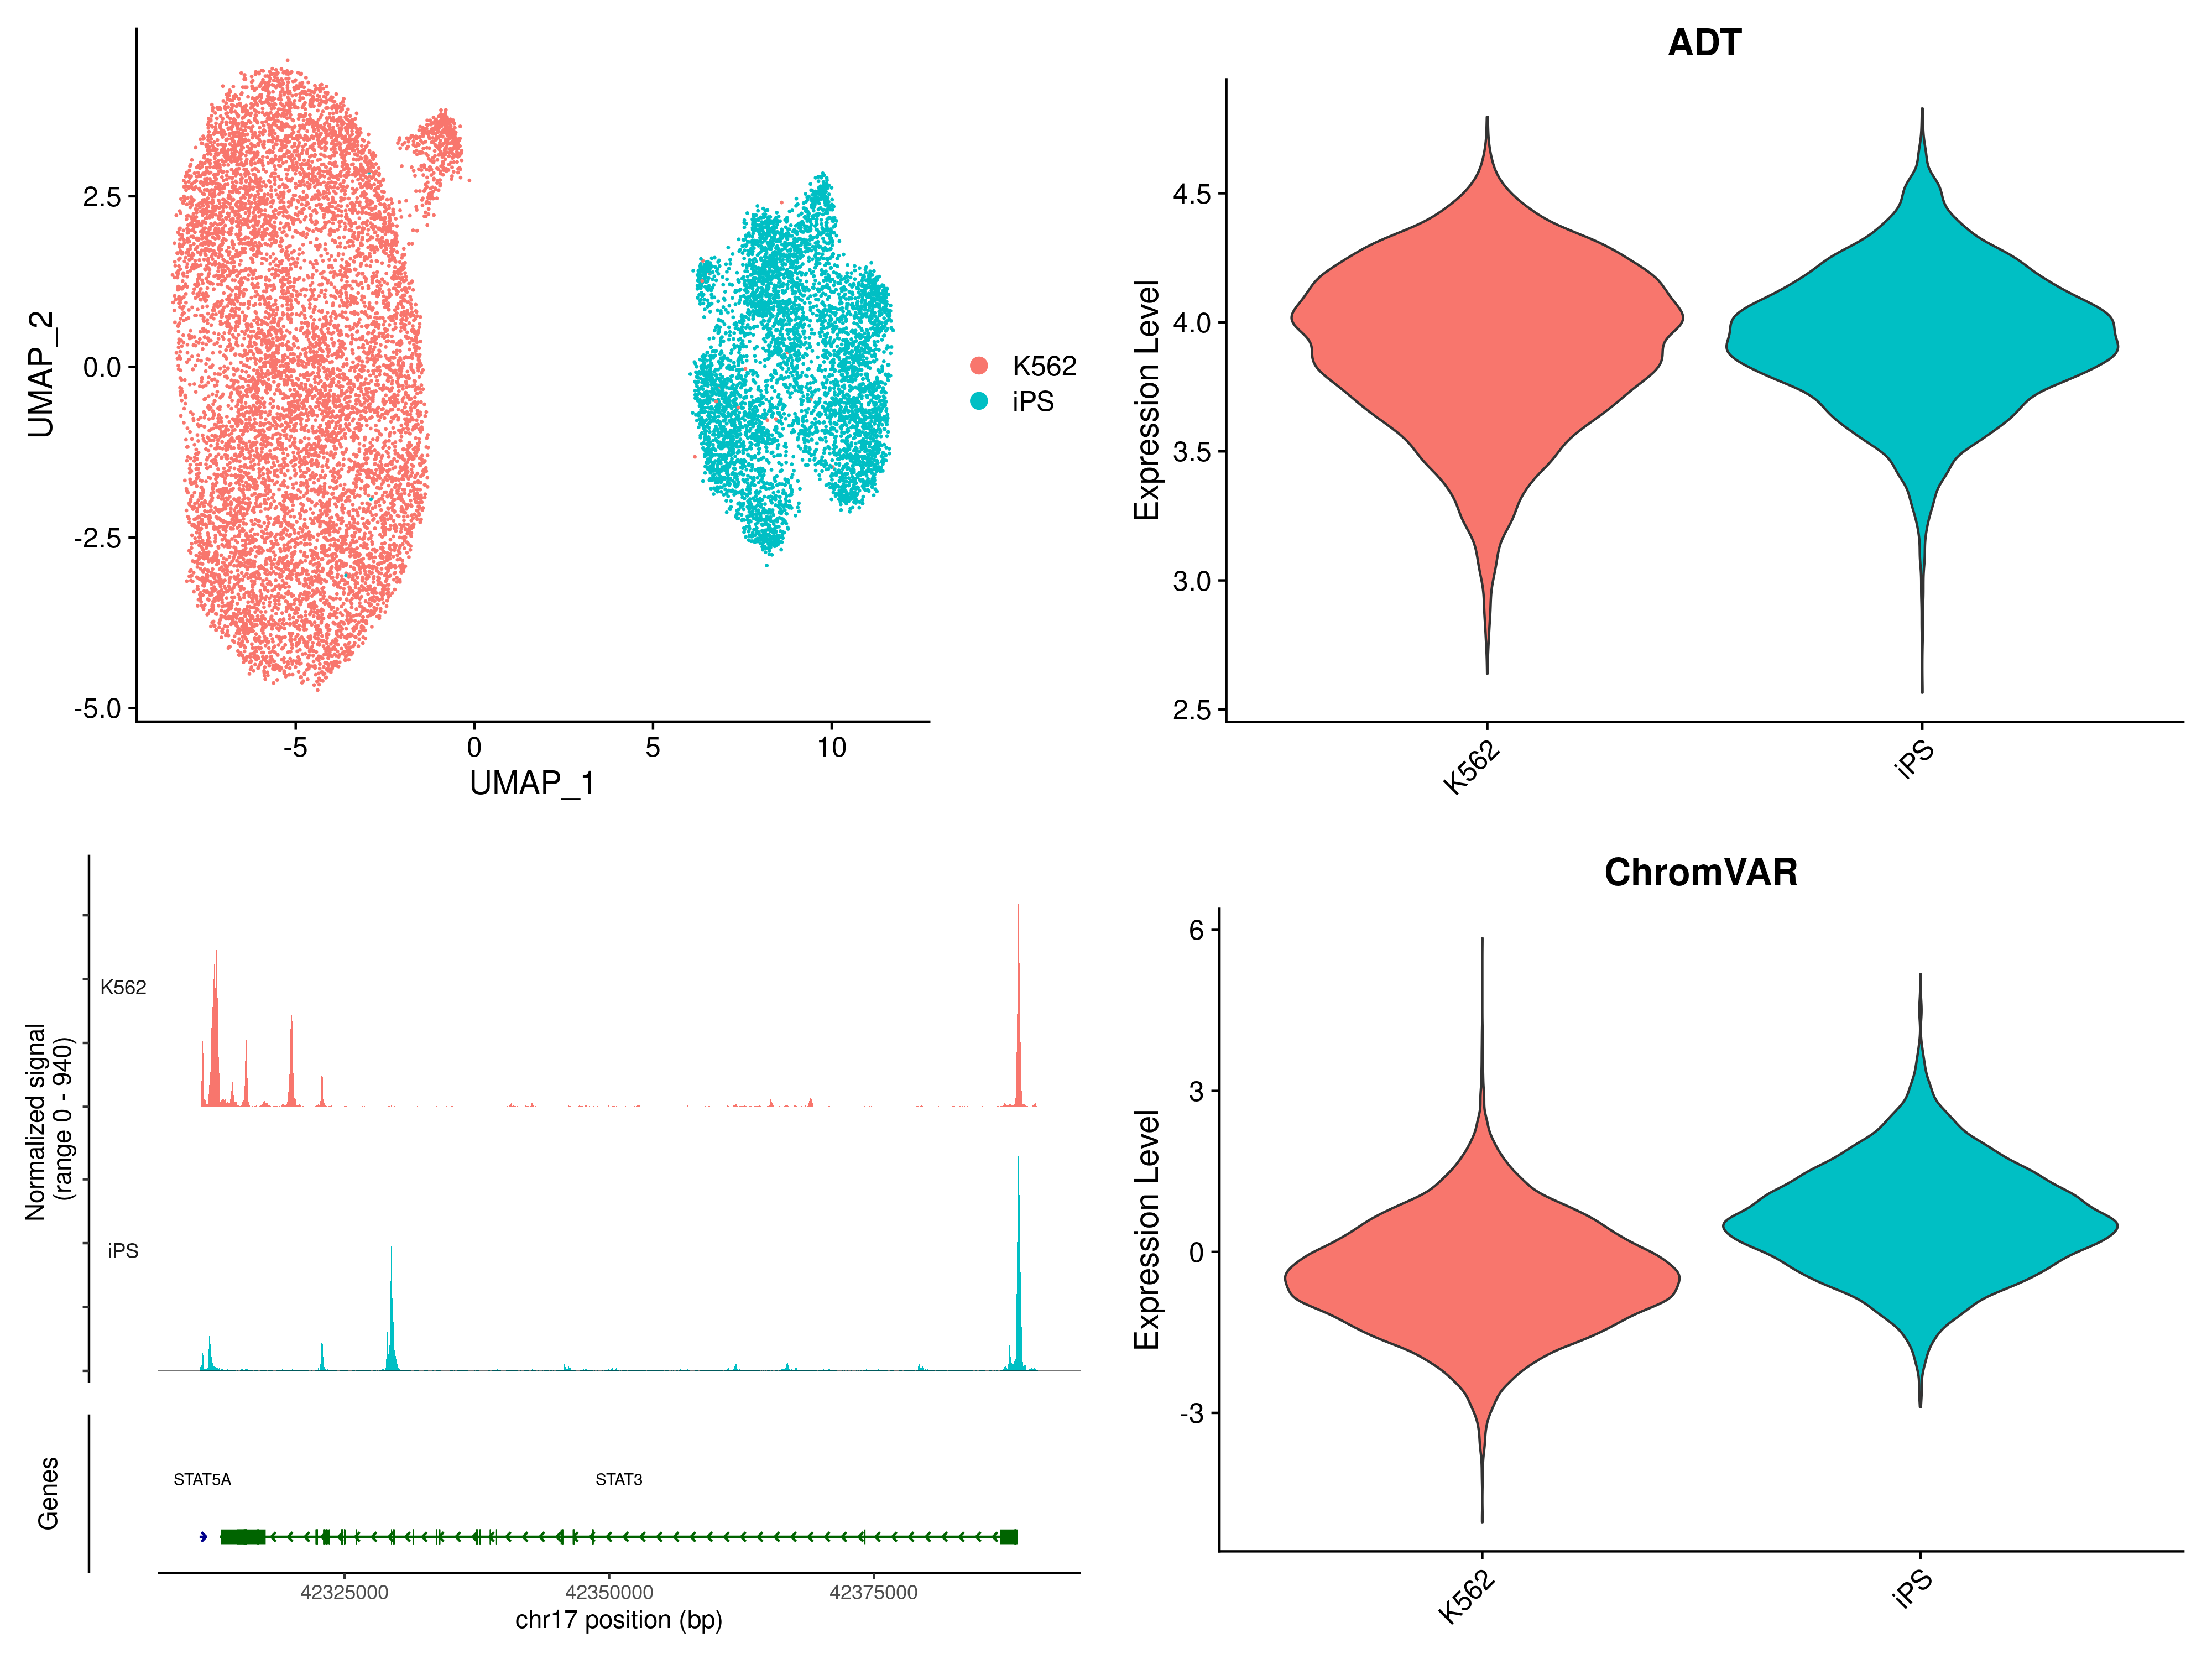 2.5
0.0
-2.5
-5.0
UMAP_2
-5
0
5
10
UMAP_1
K562
iPS
ADT
4.5
4.0
3.5
3.0
2.5
Expression Level
K562
iPS
Normalized signal
(range 0 - 940)
K562
iPS
Genes
STAT5A
STAT3
42325000
42350000
42375000
chr17 position (bp)
ChromVAR
6
3
0
-3
Expression Level
K562
iPS